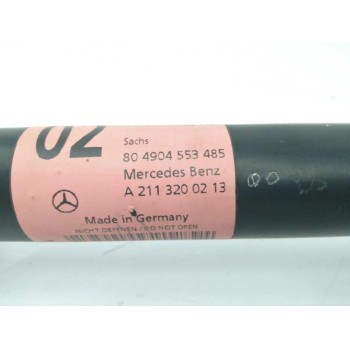 02
Sachs
80 4904 553 485
Mercedes Benz
A 211 320 02 13
Made in Germany
NICHT OEFFNEN / DO NOT OPEN